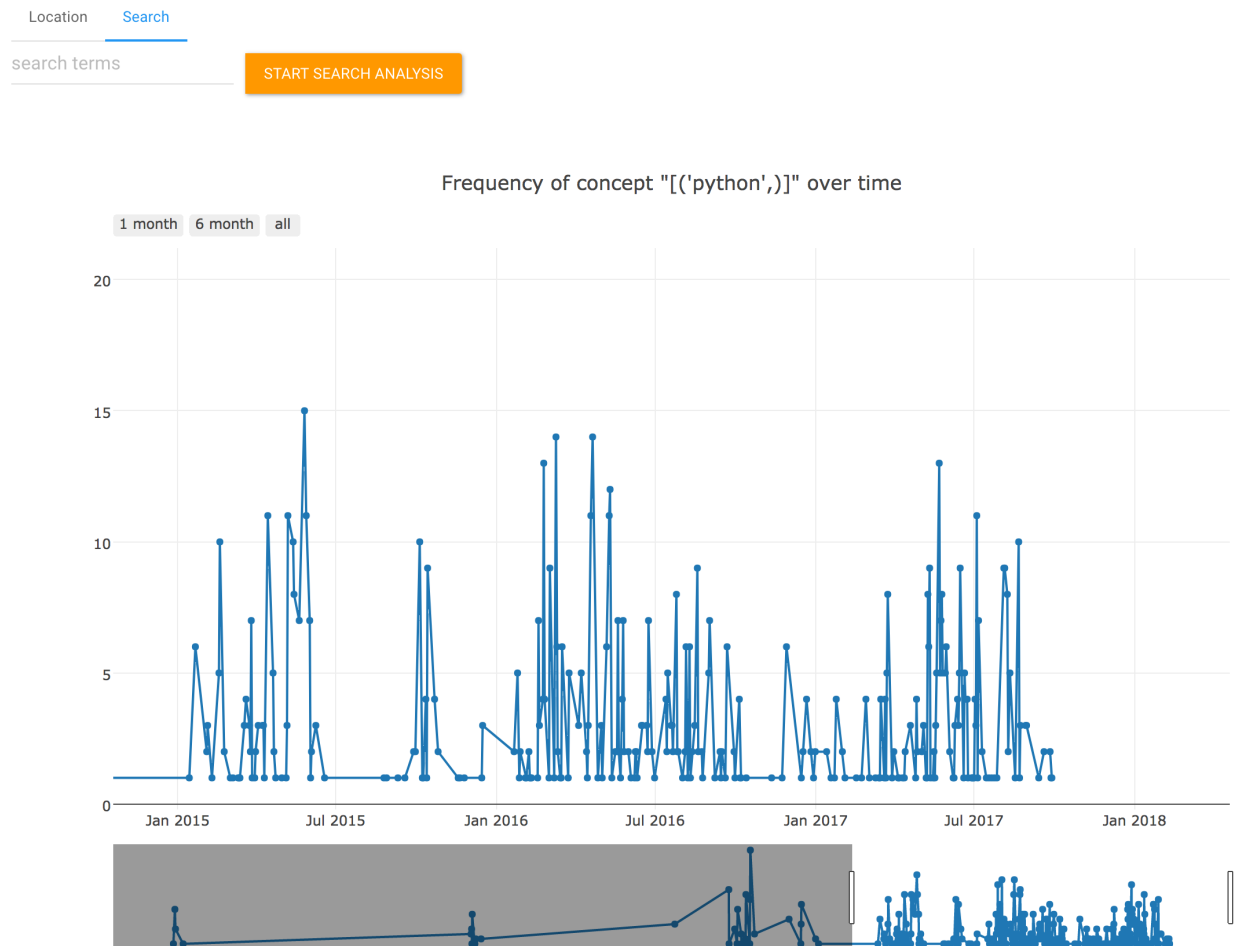 Location Search
search terms
START SEARCH ANALYSIS
Frequency of concept "[('python',)]" over time
1 month 6 month all
20
15
10
5
0
Jan 2015 Jul 2015 Jan 2016 Jul 2016 Jan 2017 Jul 2017 Jan 2018